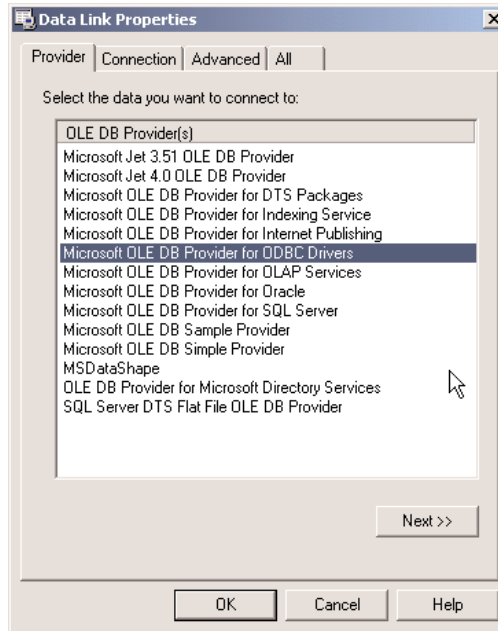 Data Link Properties
Provider Connection Advanced All
Select the data you want to connect to:
OLE DB Provider(s)
Microsoft Jet 3.51 OLE DB Provider
Microsoft Jet 4.0 OLE DB Provider
Microsoft OLE DB Provider for DTS Packages
Microsoft OLE DB Provider for Indexing Service
Microsoft OLE DB Provider for Internet Publishing
Microsoft OLE DB Provider for ODBC Drivers
Microsoft OLE DB Provider for OLAP Services
Microsoft OLE DB Provider for Oracle
Microsoft OLE DB Provider for SQL Server
Microsoft OLE DB Sample Provider
Microsoft OLE DB Simple Provider
MSDataShape
OLE DB Provider for Microsoft Directory Services
SQL Server DTS Flat File OLE DB Provider
Next >>
OK Cancel Help